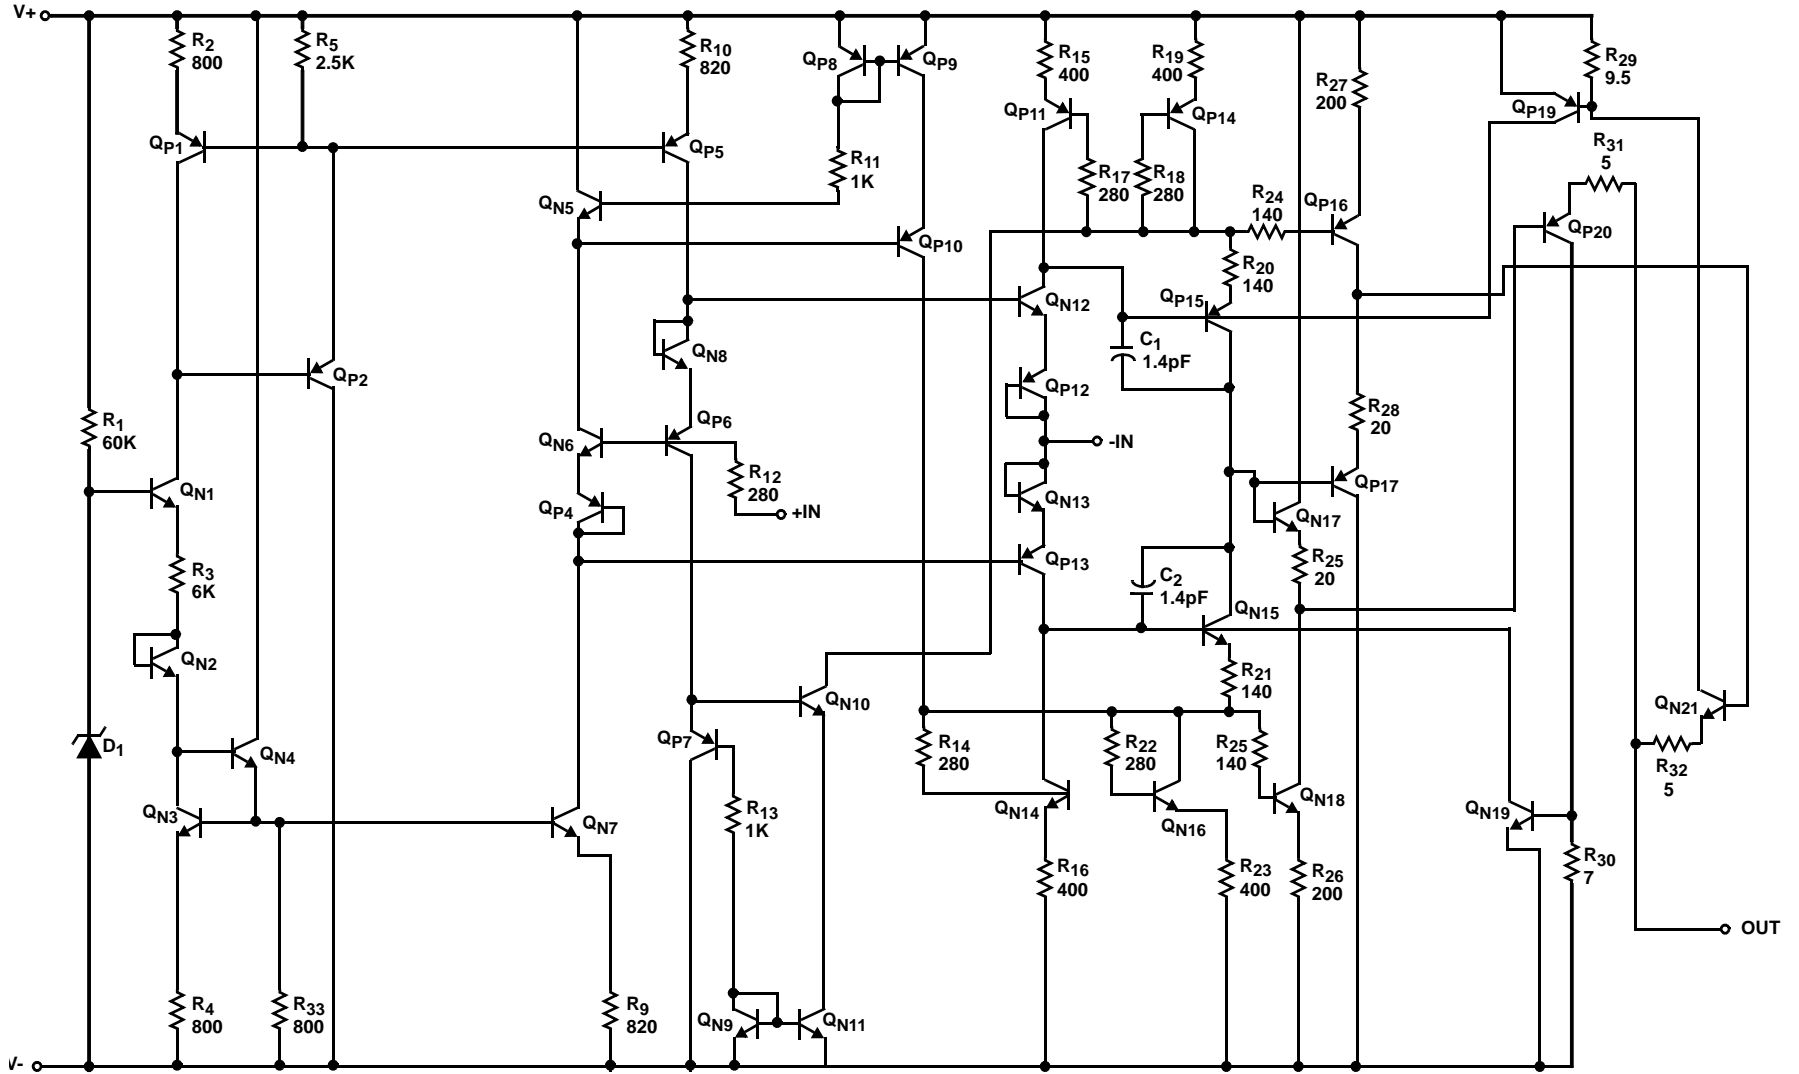 V+
R2
800
R5
2.5K
R10
820
QP8
QP9
R15
400
R19
400
R27
200
R29
9.5
QP1
QP5
R11
1K
QP11
QP14
QP19
R31
5
R17
280
R18
280
QN5
R24
140
QP16
QP20
QP10
R20
140
QN12
QP15
C1
1.4pF
QN8
QP2
QP12
R1
60K
QN6
QP6
-IN
R28
20
R12
280
+IN
QN1
QP4
QN13
QP17
QN17
R3
6K
QP13
R25
20
C2
1.4pF
QN15
QN2
R21
140
QN10
QN21
D1
QN4
QP7
R14
280
R22
280
R25
140
R32
5
QN3
QN7
R13
1K
QN14
QN16
QN18
QN19
R16
400
R23
400
R26
200
R30
7
OUT
R4
800
R33
800
R9
820
QN9
QN11
V-